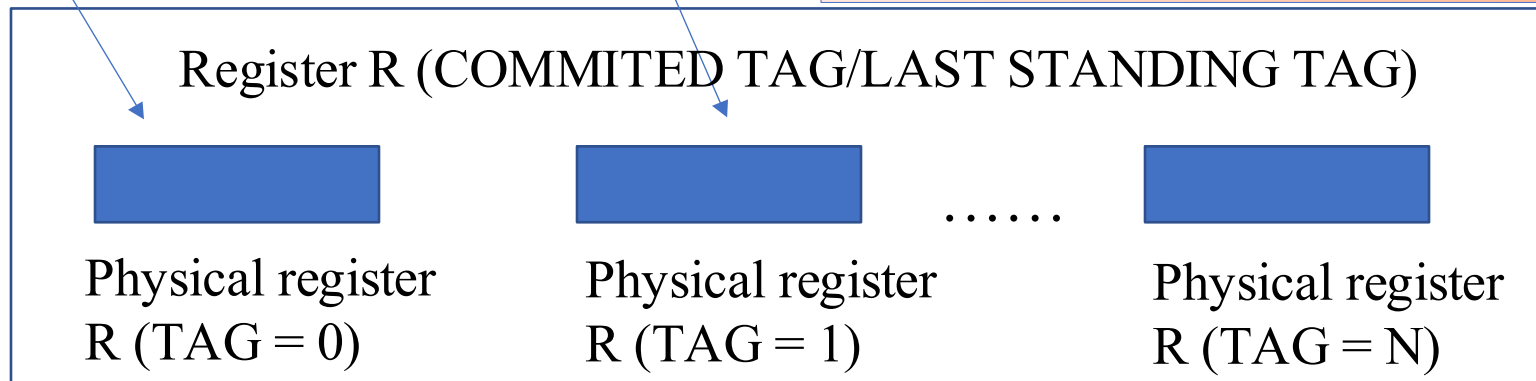 Register R (COMMITED TAG/LAST STANDING TAG)
……
Physical register
R (TAG = 0)
Physical register
R (TAG = 1)
Physical register
R (TAG = N)